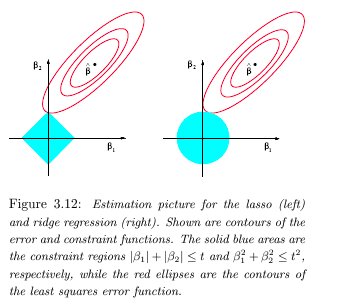 β₂
β̂
β₁
β₂
β̂
β₁
Figure 3.12: Estimation picture for the lasso (left)
and ridge regression (right). Shown are contours of the
error and constraint functions. The solid blue areas are
the constraint regions |β₁| + |β₂| ≤ t and β₁² + β₂² ≤ t²,
respectively, while the red ellipses are the contours of
the least squares error function.